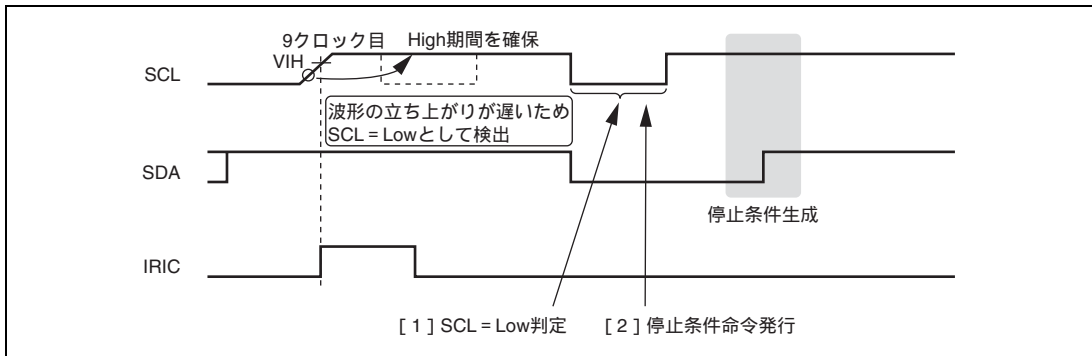 9クロック目
High期間を確保
VIH
SCL
波形の立ち上がりが遅いため
SCL = Lowとして検出
SDA
停止条件生成
IRIC
[ 1 ] SCL = Low判定
[ 2 ] 停止条件命令発行